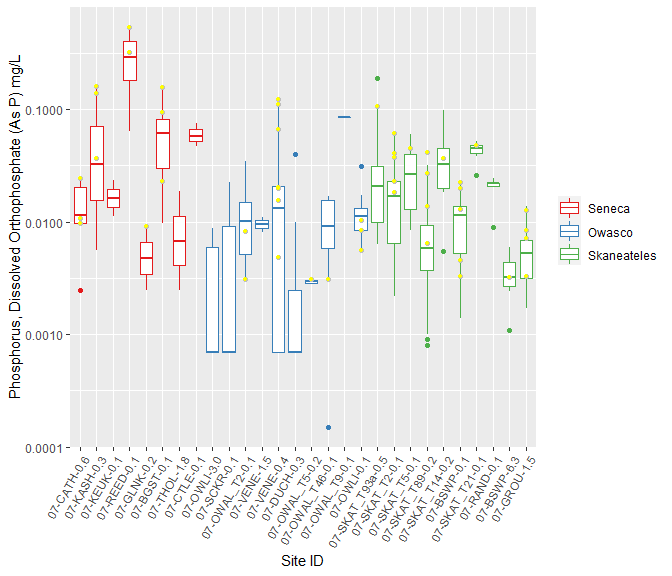 Phosphorus, Dissolved Orthophosphate (As P) mg/L
0.1000
0.0100
0.0010
0.0001
07-CATH-0.6
07-KASH-0.3
07-KEUK-0.1
07-REED-0.1
07-GLNK-0.2
07-BGST-0.1
07-THOL-1.8
07-CTLE-0.1
07-OWLI-3.0
07-SCKR-0.1
07-OWAL_T2-0.1
07-VENE-1.5
07-VENE-0.4
07-DUCH-0.3
07-OWAL_T5-0.2
07-OWAL_T46-0.1
07-OWAL_T9-0.1
07-OWLI-0.1
07-SKAT_T93a-0.5
07-SKAT_T2-0.1
07-SKAT_T5-0.1
07-SKAT_T89-0.2
07-SKAT_T14-0.2
07-BSWP-0.1
07-SKAT_T21-0.1
07-RAND-0.1
07-BSWP-6.3
07-GROU-1.5
Site ID
Seneca
Owasco
Skaneateles